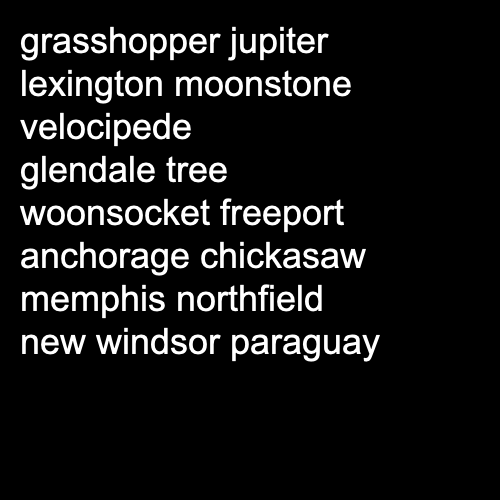 grasshopper jupiter
lexington moonstone
velocipede
glendale tree
woonsocket freeport
anchorage chickasaw
memphis northfield
new windsor paraguay